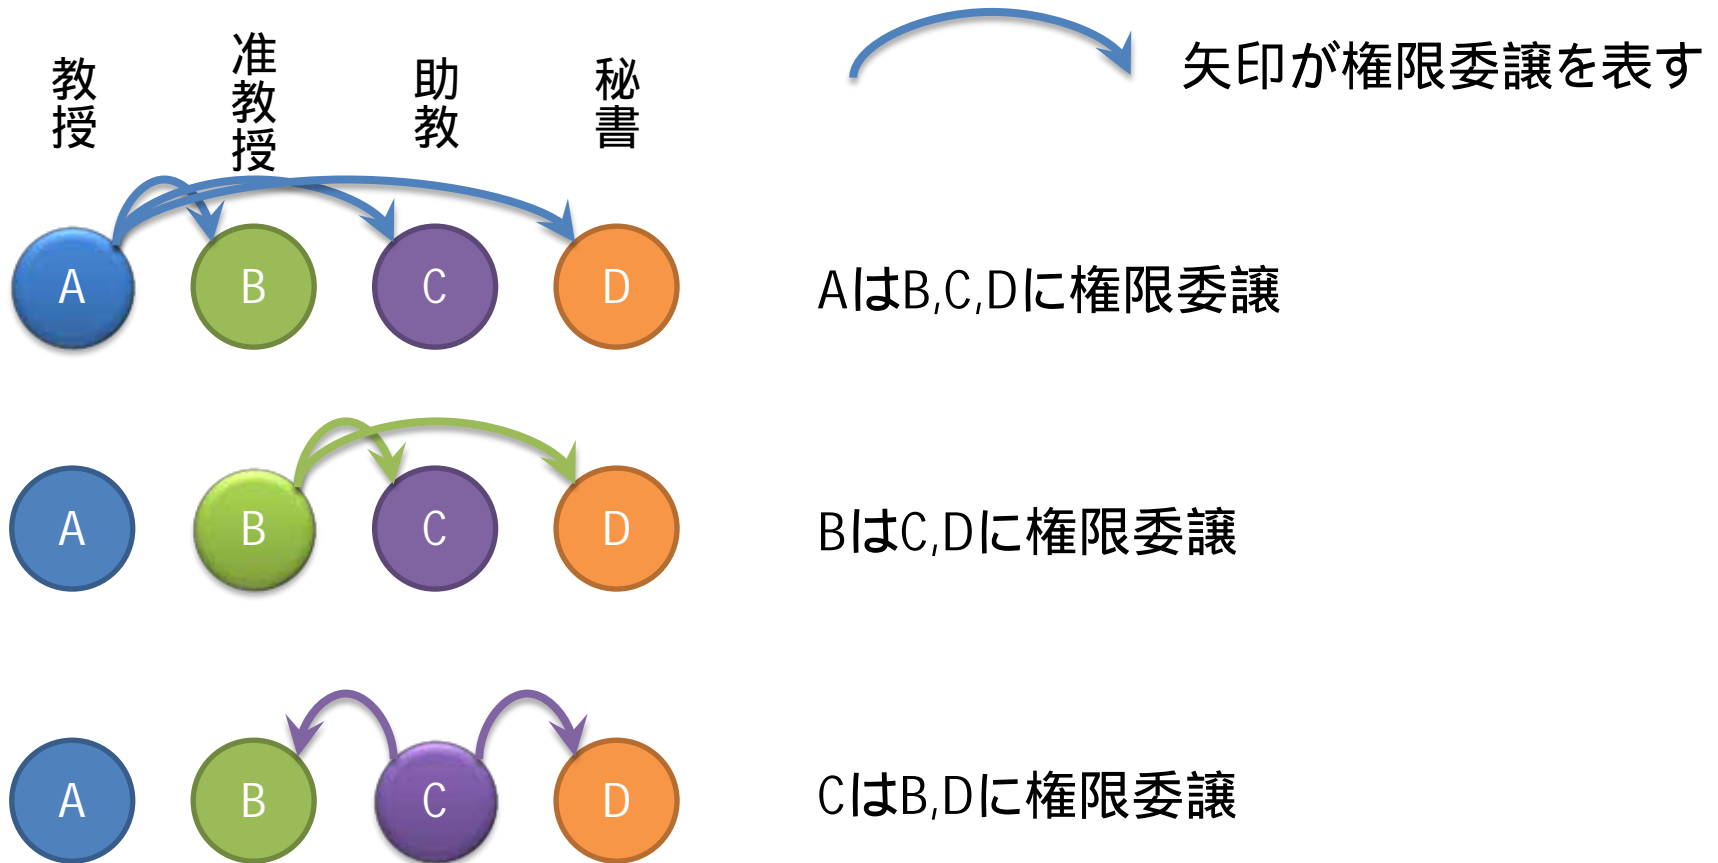 教授
准教授
助教
秘書
矢印が権限委譲を表す
A B C D
AはB,C,Dに権限委譲
A B C D
BはC,Dに権限委譲
A B C D
CはB,Dに権限委譲